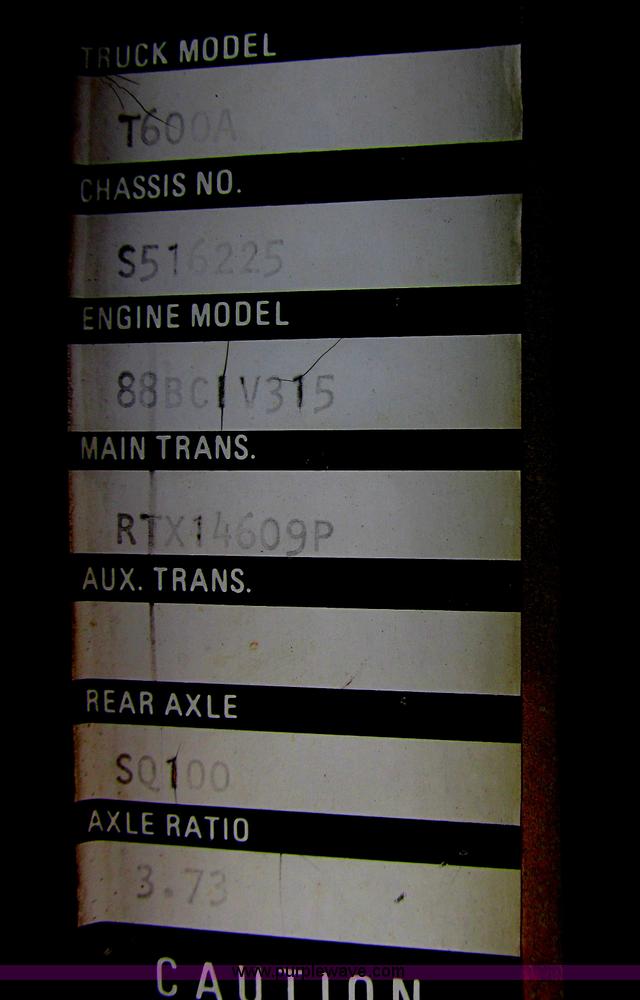 TRUCK MODEL
T600A
CHASSIS NO.
S516225
ENGINE MODEL
88BCIV315
MAIN TRANS.
RTX14609P
AUX. TRANS.
REAR AXLE
SQ100
AXLE RATIO
3.73
CAUTION
www.purplewave.com